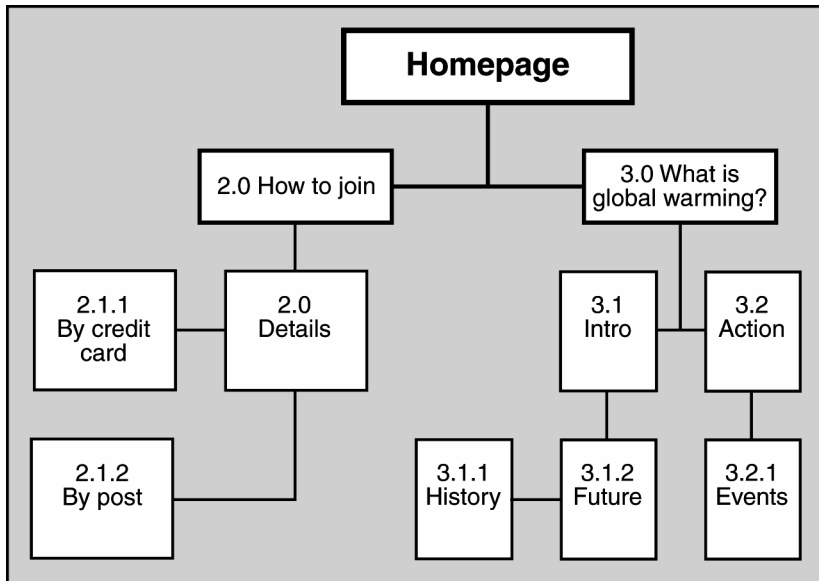 Homepage
2.0 How to join
3.0 What is
global warming?
2.1.1
By credit
card
2.0
Details
3.1
Intro
3.2
Action
2.1.2
By post
3.1.1
History
3.1.2
Future
3.2.1
Events